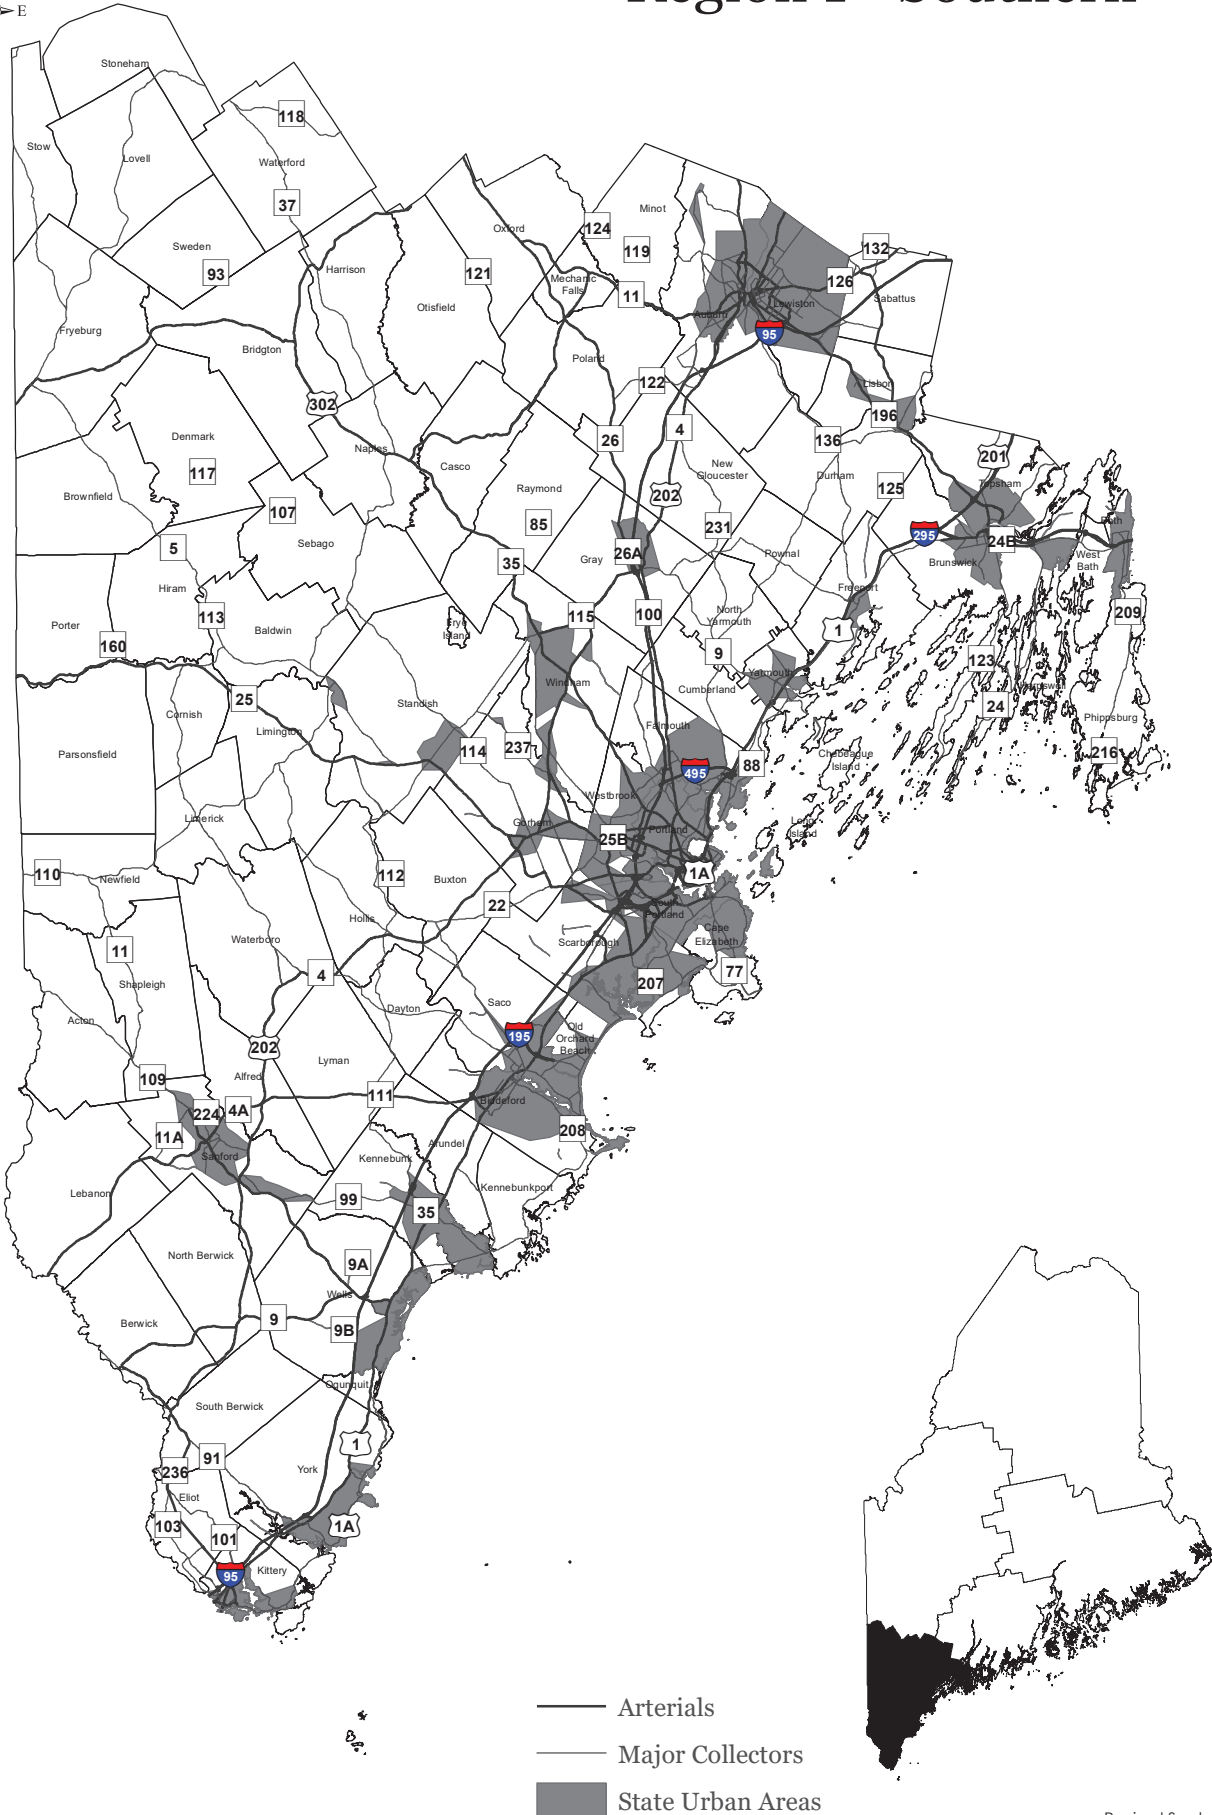 Region 1 - Southern
E
Stoneham
118
Stow
Lovell
Waterford
37
Minot
124
Oxford
119
132
Sweden
93
Harrison
121
Mechanic
Falls
126
11
Sabattus
Otisfield
Lewiston
Auburn
Fryeburg
95
Bridgton
Poland
122
Lisbon
302
196
4
Denmark
26
136
Naples
201
117
Casco
New
Gloucester
Durham
Topsham
125
Raymond
202
Brownfield
107
85
231
Bath
295
24B
Sebago
5
26A
Pownal
West
Bath
Gray
35
Brunswick
Hiram
Freeport
113
115
100
North
Yarmouth
209
Porter
Frye
Island
Baldwin
1
160
9
123
Yarmouth
Windham
Cumberland
Harpswell
25
Standish
24
Cornish
Phippsburg
Limington
Falmouth
114
237
216
Parsonsfield
88
Chebeague
Island
495
Westbrook
Limerick
Gorham
Portland
Long
Island
25B
110
112
1A
Newfield
Buxton
22
South
Portland
Hollis
Cape
Elizabeth
Waterboro
Scarborough
11
4
77
Shapleigh
207
Saco
Dayton
Acton
195
Old
Orchard
Beach
202
Lyman
109
Alfred
111
Biddeford
224
4A
208
11A
Arundel
Sanford
Kennebunk
Lebanon
99
Kennebunkport
35
North Berwick
9A
Wells
9
Berwick
9B
Ogunquit
South Berwick
1
91
236
York
Eliot
103
1A
101
Kittery
95
Arterials
Major Collectors
State Urban Areas